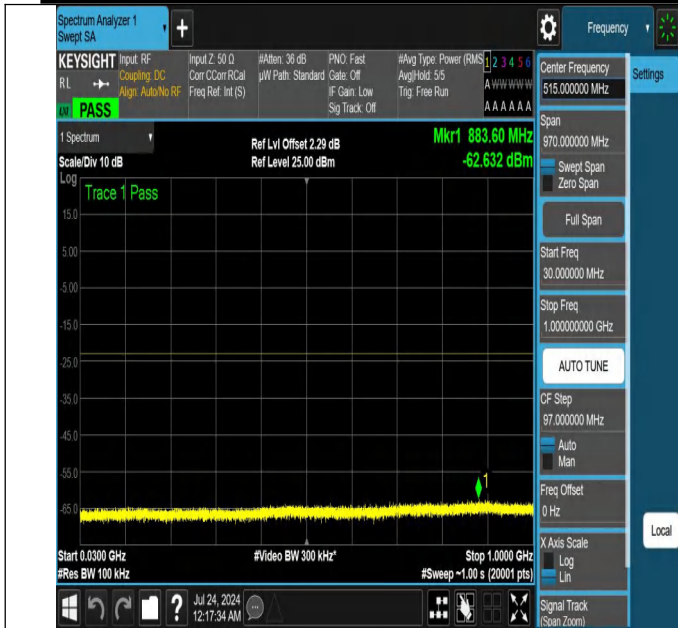 Spectrum Analyzer 1
Swept SA
+
Frequency
KEYSIGHT
RL
PASS
Input: RF
Coupling: DC
Align: Auto/No RF
Input Z: 50 Ω
Corr CCorr RCal
Freq Ref: Int (S)
#Atten: 36 dB
µW Path: Standard
PNO: Fast
Gate: Off
IF Gain: Low
Sig Track: Off
#Avg Type: Power (RMS
Avg|Hold: 5/5
Trig: Free Run
1 2 3 4 5 6
A W W W W W
A A A A A A
1 Spectrum
Scale/Div 10 dB
Log
Ref Lvl Offset 2.29 dB
Ref Level 25.00 dBm
Mkr1 883.60 MHz
-62.632 dBm
Trace 1 Pass
15.0
5.00
-5.00
-15.0
-25.0
-35.0
-45.0
-55.0
-65.0
1
Start 0.0300 GHz
#Res BW 100 kHz
#Video BW 300 kHz*
Stop 1.0000 GHz
#Sweep ~1.00 s (20001 pts)
Jul 24, 2024
12:17:34 AM
?
Center Frequency
515.000000 MHz
Settings
Span
970.000000 MHz
Swept Span
Zero Span
Full Span
Start Freq
30.000000 MHz
Stop Freq
1.000000000 GHz
AUTO TUNE
CF Step
97.000000 MHz
Auto
Man
Freq Offset
0 Hz
X Axis Scale
Log
Lin
Local
Signal Track
(Span Zoom)